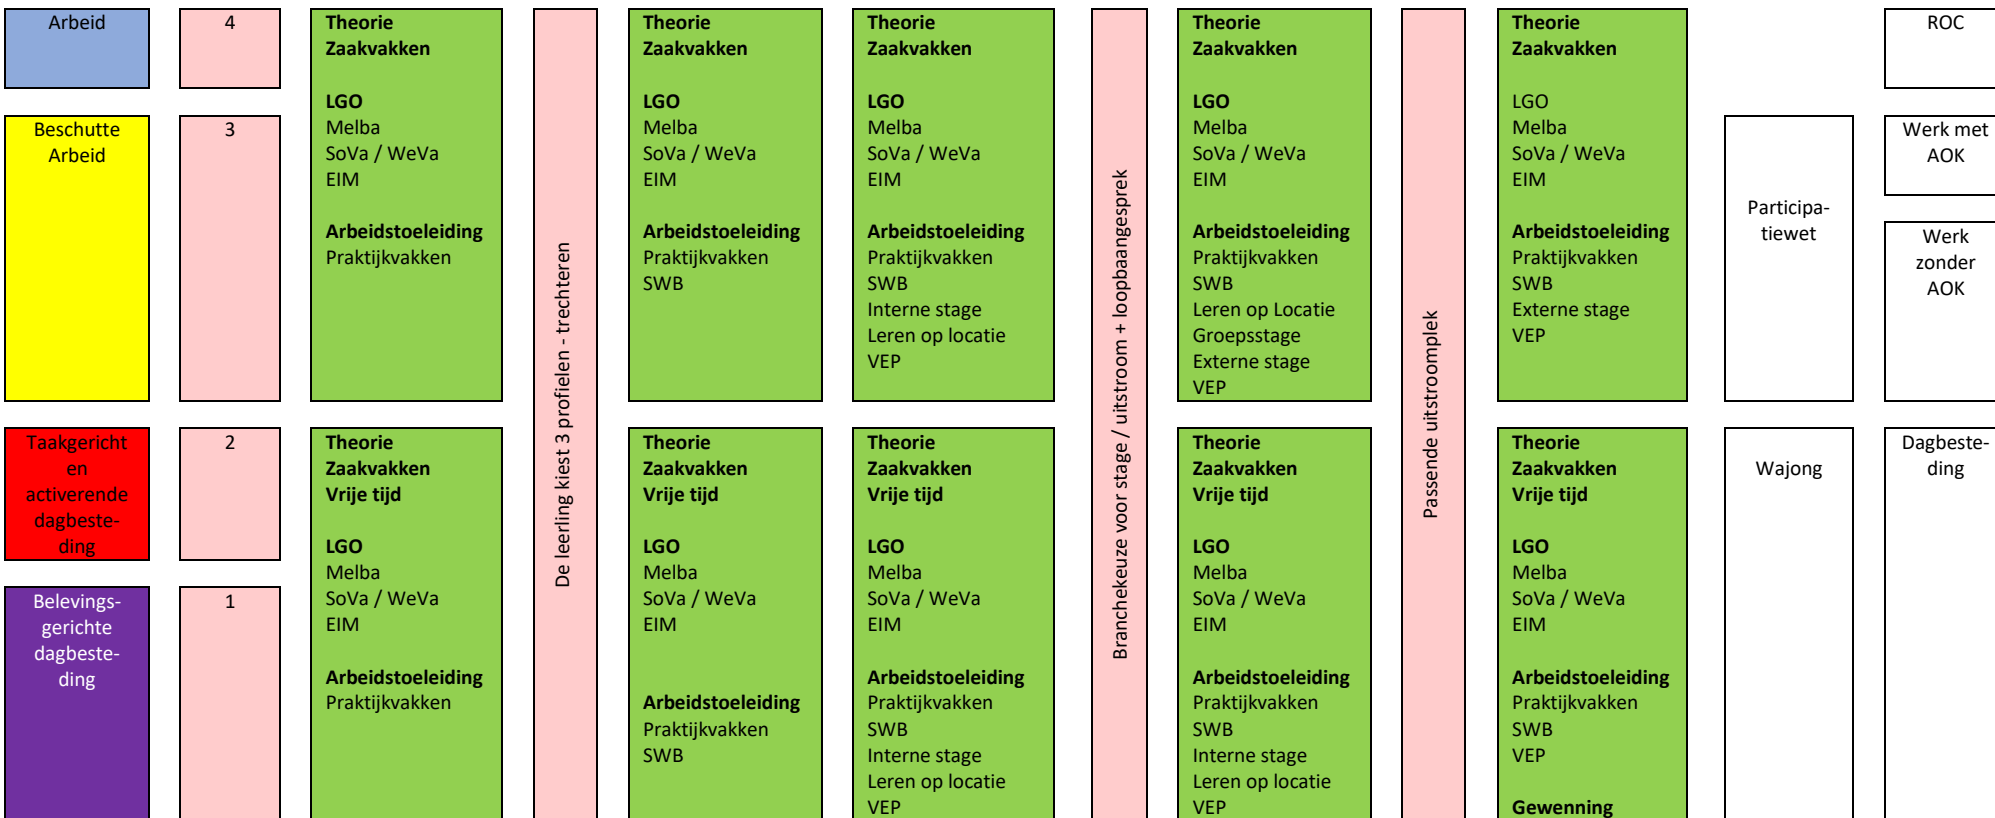 Arbeid
Beschutte
Arbeid
Taakgericht
en
activerende
dagbeste-
ding
Belevings-
gerichte
dagbeste-
ding
4
3
2
1
Theorie
Zaakvakken
LGO
Melba
SoVa / WeVa
EIM
Arbeidstoeleiding
Praktijkvakken
Theorie
Zaakvakken
Vrije tijd
LGO
Melba
SoVa / WeVa
EIM
Arbeidstoeleiding
Praktijkvakken
De leerling kiest 3 profielen - trechteren
Theorie
Zaakvakken
LGO
Melba
SoVa / WeVa
EIM
Arbeidstoeleiding
Praktijkvakken
SWB
Theorie
Zaakvakken
Vrije tijd
LGO
Melba
SoVa / WeVa
EIM
Arbeidstoeleiding
Praktijkvakken
SWB
Theorie
Zaakvakken
LGO
Melba
SoVa / WeVa
EIM
Arbeidstoeleiding
Praktijkvakken
SWB
Interne stage
Leren op locatie
VEP
Theorie
Zaakvakken
Vrije tijd
LGO
Melba
SoVa / WeVa
EIM
Arbeidstoeleiding
Praktijkvakken
SWB
Interne stage
Leren op locatie
VEP
Branchekeuze voor stage / uitstroom + loopbaangesprek
Theorie
Zaakvakken
LGO
Melba
SoVa / WeVa
EIM
Arbeidstoeleiding
Praktijkvakken
SWB
Leren op Locatie
Groepsstage
Externe stage
VEP
Theorie
Zaakvakken
Vrije tijd
LGO
Melba
SoVa / WeVa
EIM
Arbeidstoeleiding
Praktijkvakken
SWB
Interne stage
Leren op locatie
VEP
Passende uitstroomplek
Theorie
Zaakvakken
LGO
Melba
SoVa / WeVa
EIM
Arbeidstoeleiding
Praktijkvakken
SWB
Externe stage
VEP
Theorie
Zaakvakken
Vrije tijd
LGO
Melba
SoVa / WeVa
EIM
Arbeidstoeleiding
Praktijkvakken
SWB
VEP
Gewenning
Participa-
tiewet
Wajong
ROC
Werk met
AOK
Werk
zonder
AOK
Dagbeste-
ding